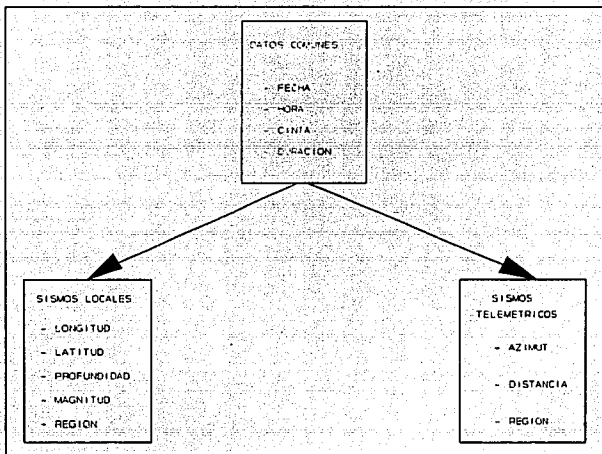 DATOS COMUNES
- FECHA
- HORA
- CINTA
- DURACION
SISMOS LOCALES
- LONGITUD
- LATITUD
- PROFUNDIDAD
- MAGNITUD
- REGION
SISMOS
TELEMETRICOS
- AZIMUT
- DISTANCIA
- REGION